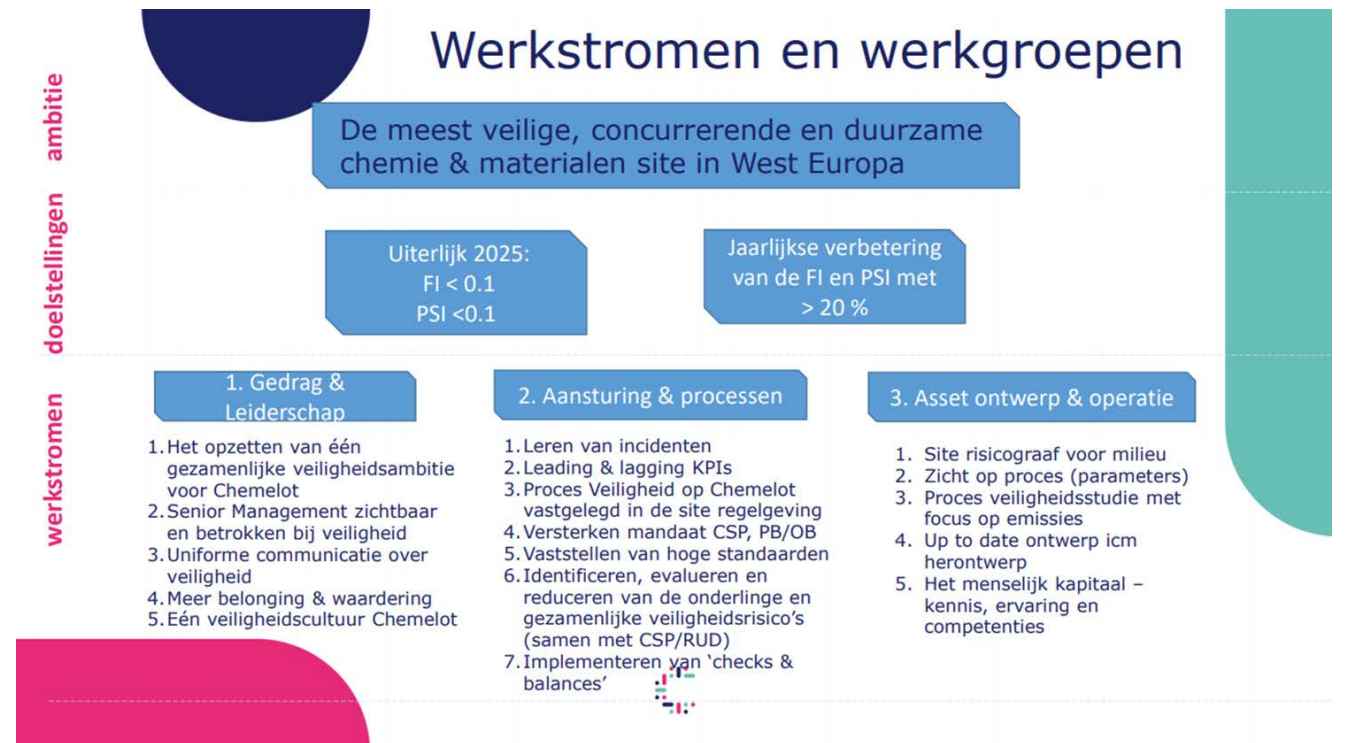 Werkstromen en werkgroepen
ambitie
De meest veilige, concurrerende en duurzame
chemie & materialen site in West Europa
doelstellingen
Uiterlijk 2025:
FI < 0.1
PSI <0.1
Jaarlijkse verbetering
van de FI en PSI met
> 20 %
werkstromen
1. Gedrag &
Leiderschap
1. Het opzetten van één
gezamenlijke veiligheidsambitie
voor Chemelot
2. Senior Management zichtbaar
en betrokken bij veiligheid
3. Uniforme communicatie over
veiligheid
4. Meer belonging & waardering
5. Eén veiligheidscultuur Chemelot
2. Aansturing & processen
1. Leren van incidenten
2. Leading & lagging KPIs
3. Proces Veiligheid op Chemelot
vastgelegd in de site regelgeving
4. Versterken mandaat CSP, PB/OB
5. Vaststellen van hoge standaarden
6. Identificeren, evalueren en
reduceren van de onderlinge en
gezamenlijke veiligheidsrisico’s
(samen met CSP/RUD)
7. Implementeren van ‘checks &
balances’
3. Asset ontwerp & operatie
1. Site risicograaf voor milieu
2. Zicht op proces (parameters)
3. Proces veiligheidsstudie met
focus op emissies
4. Up to date ontwerp icm
herontwerp
5. Het menselijk kapitaal –
kennis, ervaring en
competenties